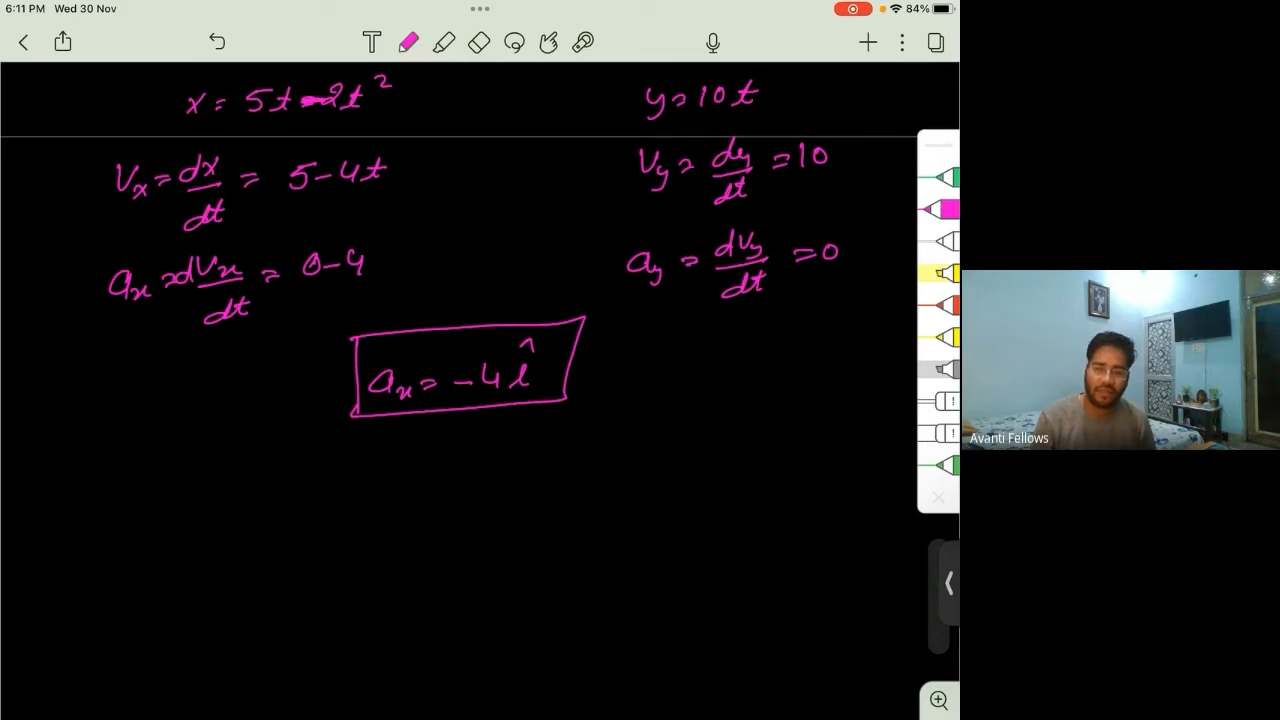 6:11 PM Wed 30 Nov
84%
T
x = 5t - 2t²
y = 10t
Vx = dx/dt = 5 - 4t
Vy = dy/dt = 10
ax = dVx/dt = 0 - 4
ay = dVy/dt = 0
ax = -4 î
Avanti Fellows